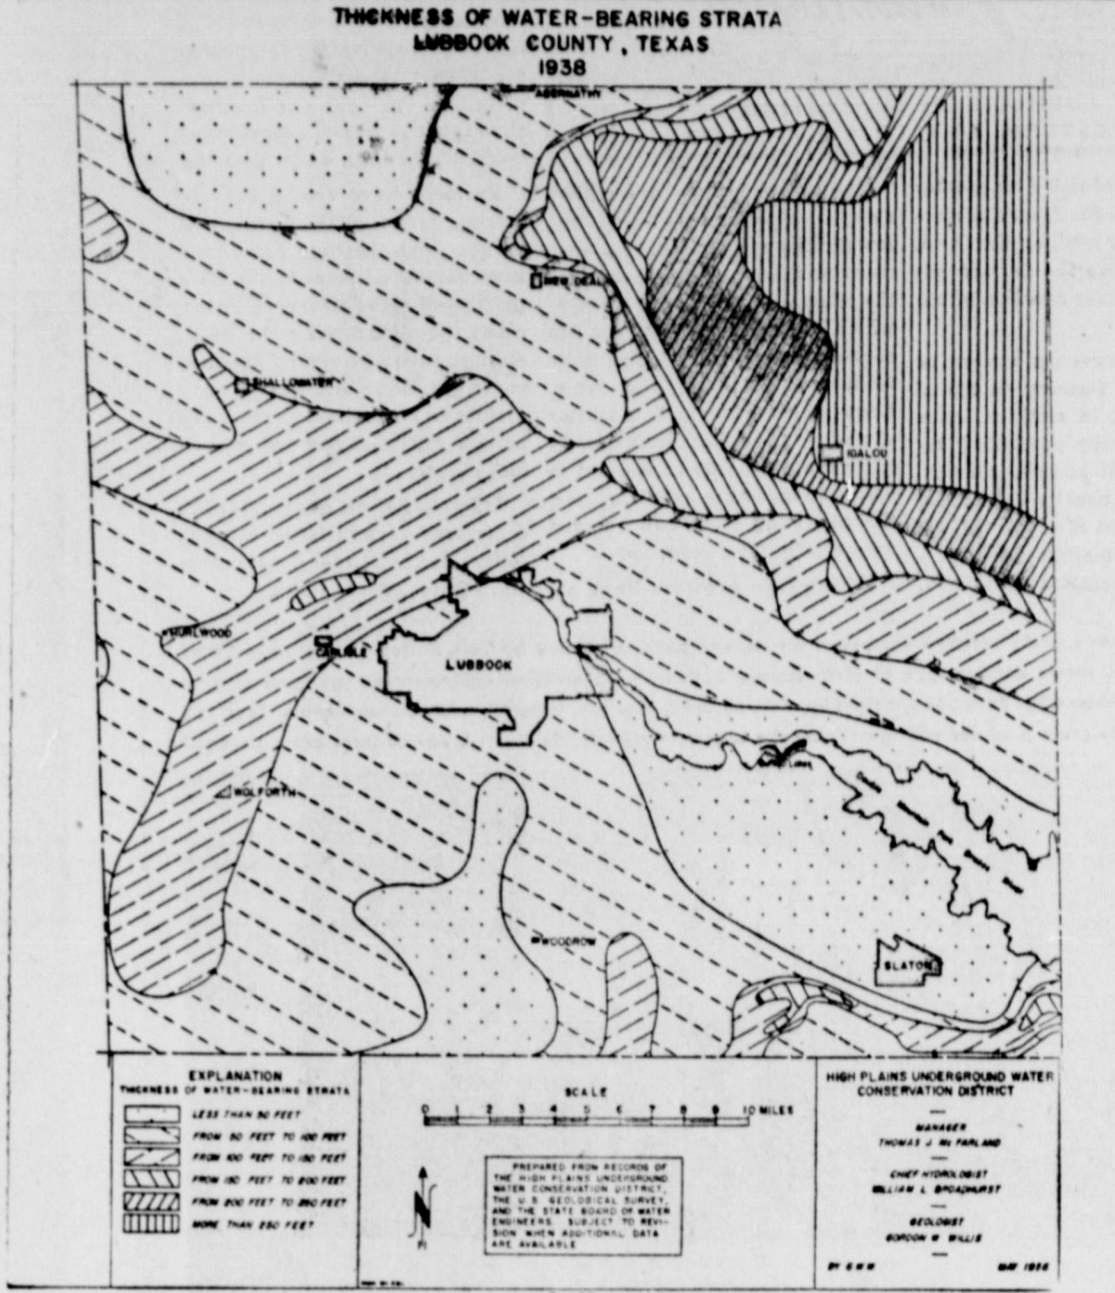 THICKNESS OF WATER-BEARING STRATA
LUBBOCK COUNTY, TEXAS
1938
ABERNATHY
NEW DEAL
SHALLOWATER
IDALOU
HURLWOOD
CARLISLE
LUBBOCK
WOLFORTH
WOODROW
SLATON
EXPLANATION
THICKNESS OF WATER-BEARING STRATA
LESS THAN 50 FEET
FROM 50 FEET TO 100 FEET
FROM 100 FEET TO 150 FEET
FROM 150 FEET TO 200 FEET
FROM 200 FEET TO 250 FEET
MORE THAN 250 FEET
SCALE
0 1 2 3 4 5 6 7 8 9 10 MILES
N
PREPARED FROM RECORDS OF
THE HIGH PLAINS UNDERGROUND
WATER CONSERVATION DISTRICT,
THE U.S. GEOLOGICAL SURVEY,
AND THE STATE BOARD OF WATER
ENGINEERS. SUBJECT TO REVI-
SION WHEN ADDITIONAL DATA
ARE AVAILABLE
HIGH PLAINS UNDERGROUND WATER
CONSERVATION DISTRICT
MANAGER
THOMAS J. McFARLAND
CHIEF HYDROLOGIST
WILLIAM L. BROADHURST
GEOLOGIST
GORDON W. WILLIS
BY G W W MAY 1956